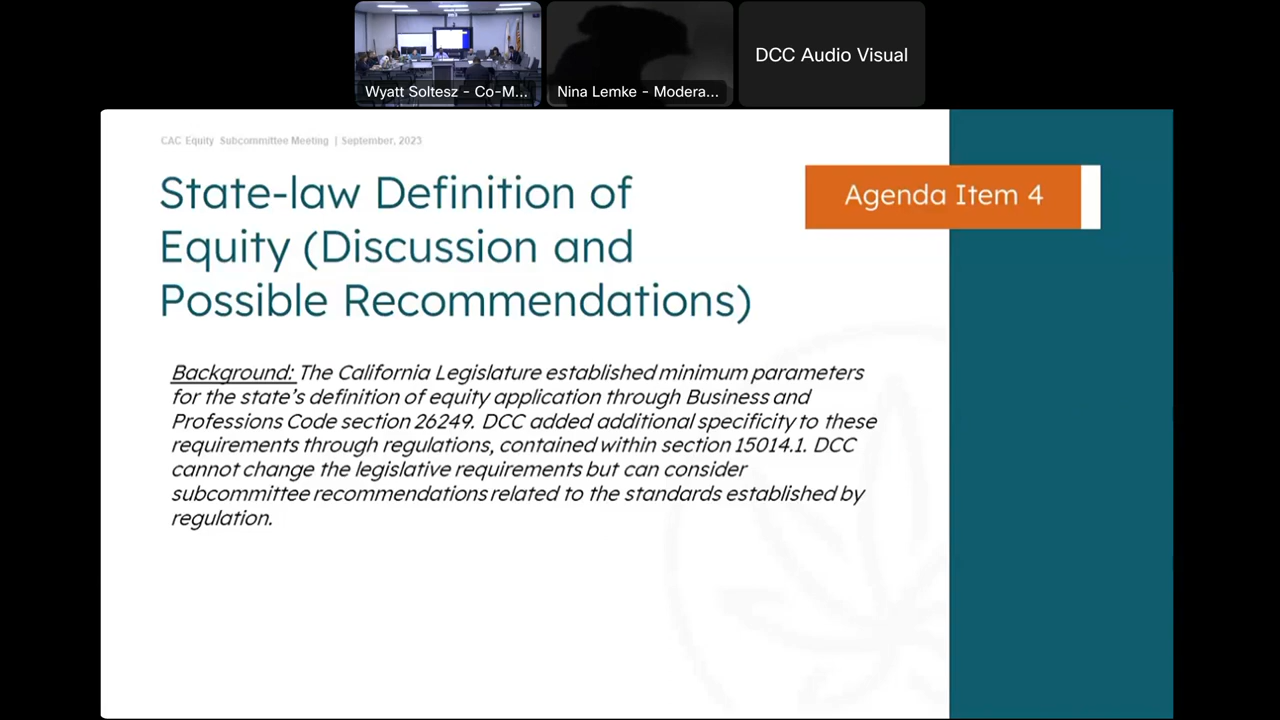 Wyatt Soltesz - Co-M...
Nina Lemke - Modera...
DCC Audio Visual
CAC Equity Subcommittee Meeting | September, 2023
State-law Definition of
Equity (Discussion and
Possible Recommendations)
Agenda Item 4
Background: The California Legislature established minimum parameters
for the state's definition of equity application through Business and
Professions Code section 26249. DCC added additional specificity to these
requirements through regulations, contained within section 15014.1. DCC
cannot change the legislative requirements but can consider
subcommittee recommendations related to the standards established by
regulation.